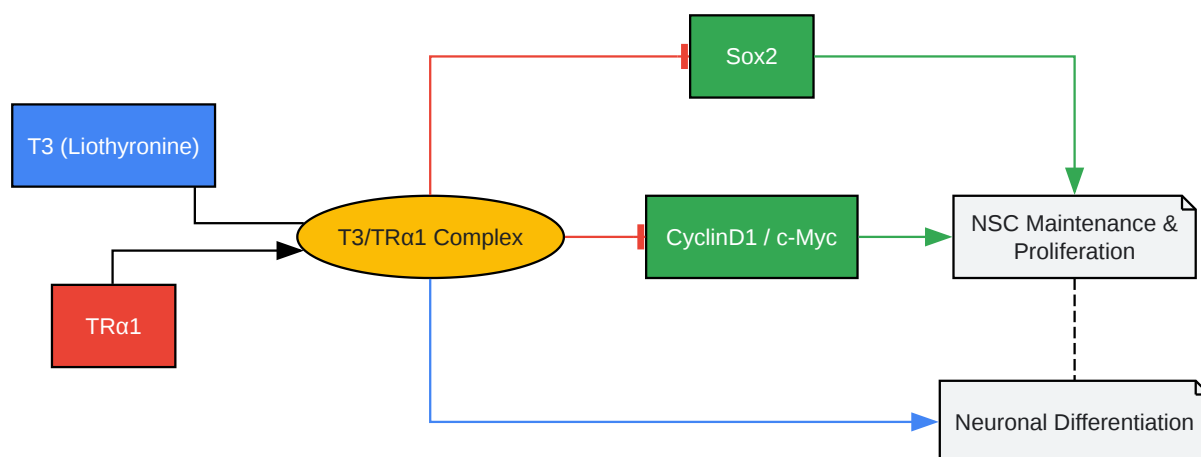 Sox2
T3 (Liothyronine)
T3/TRα1 Complex
CyclinD1 / c-Myc
NSC Maintenance &
Proliferation
TRα1
Neuronal Differentiation